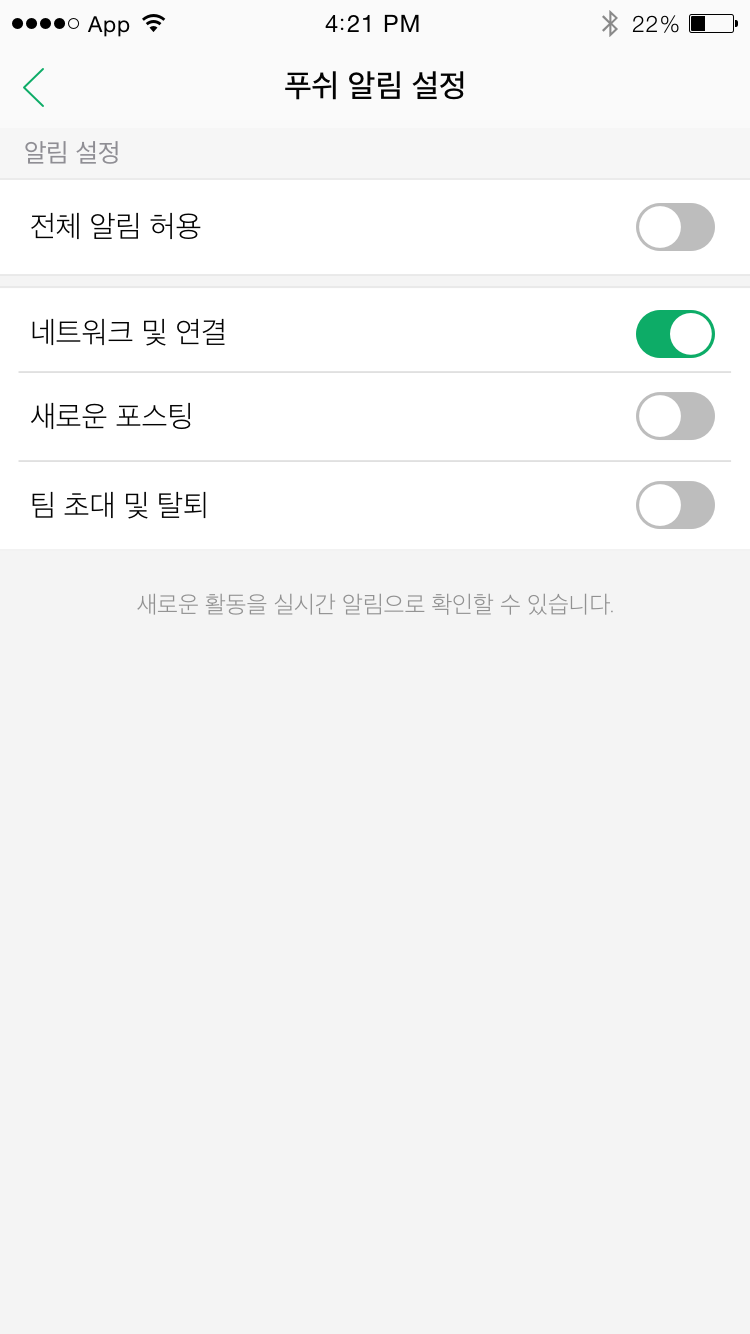 App 4:21 PM 22%
푸쉬 알림 설정
알림 설정
전체 알림 허용
네트워크 및 연결
새로운 포스팅
팀 초대 및 탈퇴
새로운 활동을 실시간 알림으로 확인할 수 있습니다.